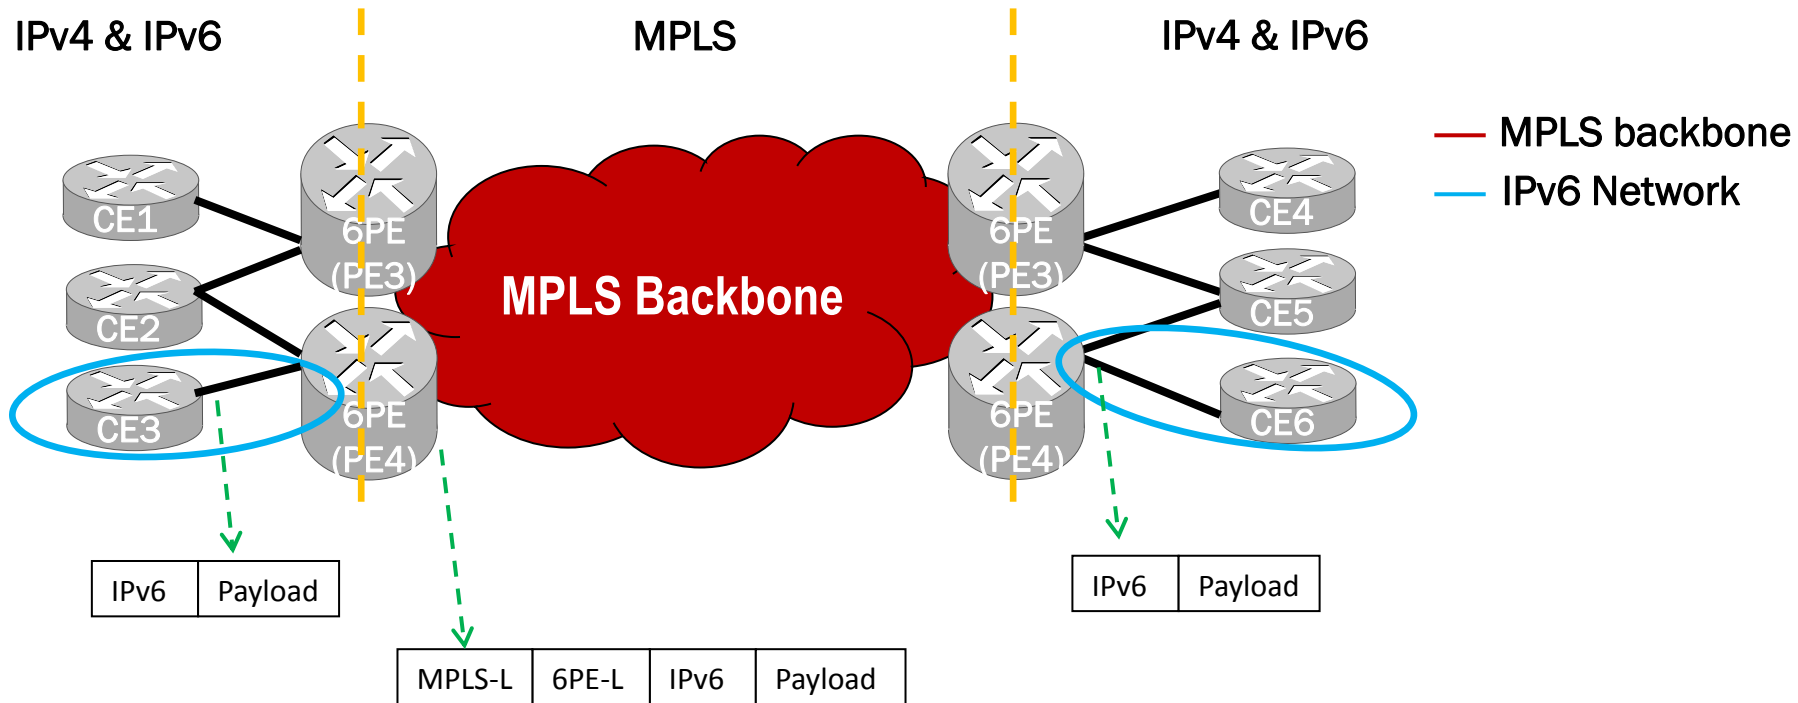 IPv4 & IPv6
MPLS
IPv4 & IPv6
MPLS backbone
IPv6 Network
CE1
CE2
CE3
6PE
(PE3)
6PE
(PE4)
MPLS Backbone
6PE
(PE3)
6PE
(PE4)
CE4
CE5
CE6
IPv6 Payload
MPLS-L 6PE-L IPv6 Payload
IPv6 Payload